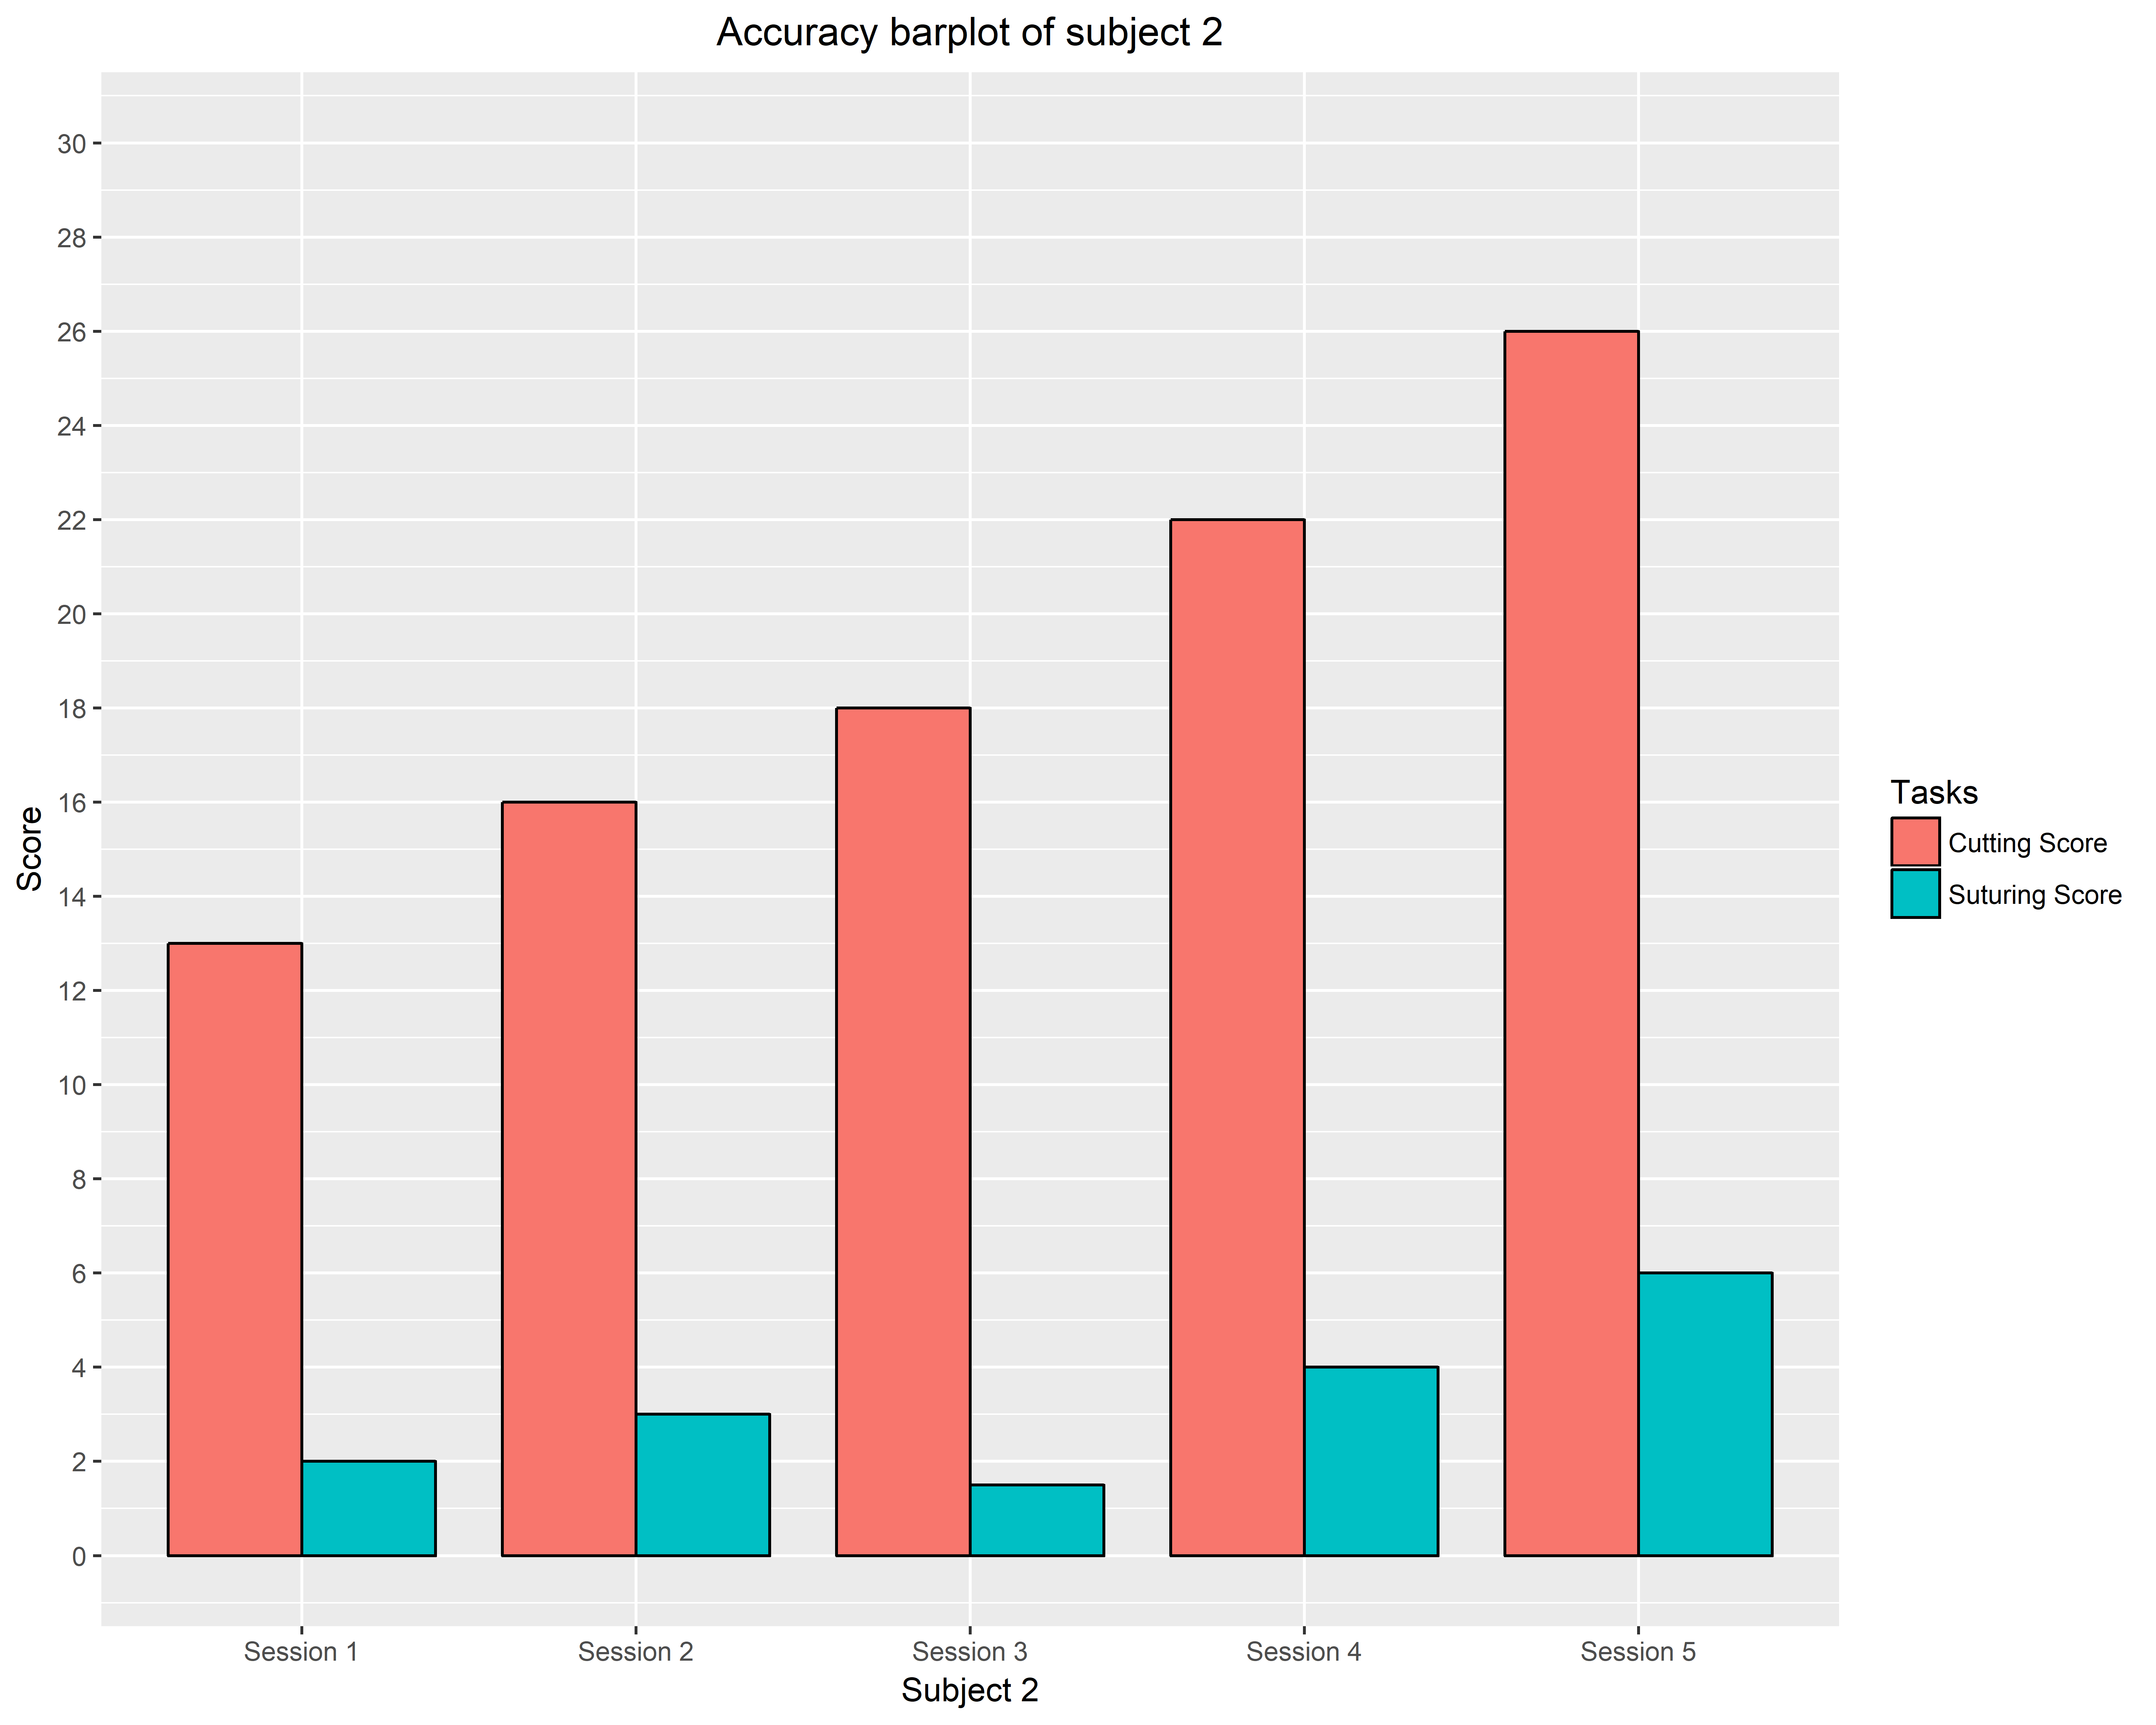 Accuracy barplot of subject 2
30
28
26
24
22
20
18
16
14
12
10
8
6
4
2
0
Score
Session 1
Session 2
Session 3
Session 4
Session 5
Subject 2
Tasks
Cutting Score
Suturing Score